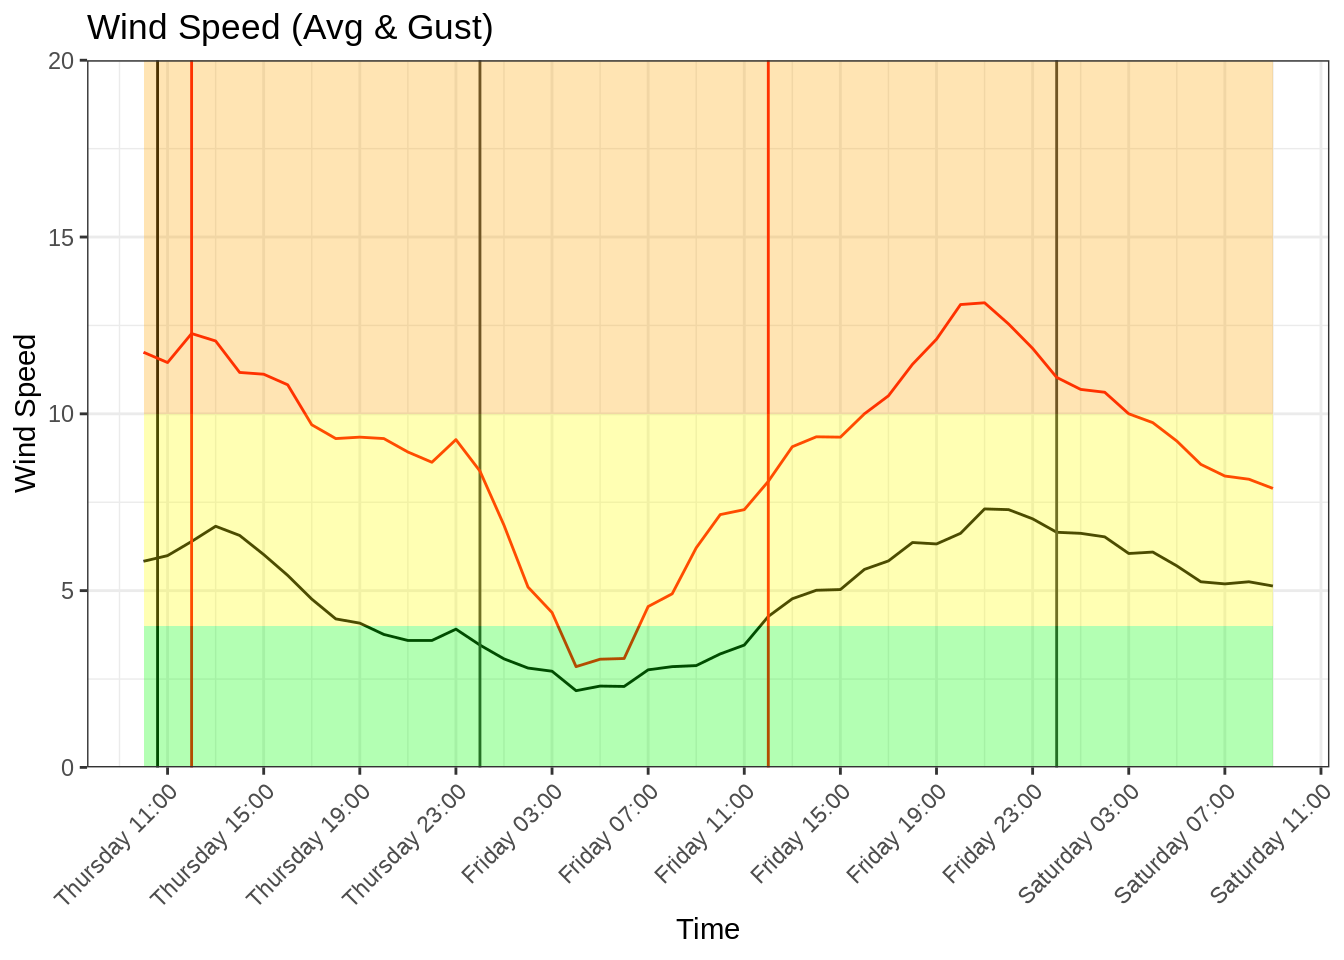 Wind Speed (Avg & Gust)
Wind Speed
20
15
10
5
0
Thursday 11:00
Thursday 15:00
Thursday 19:00
Thursday 23:00
Friday 03:00
Friday 07:00
Friday 11:00
Friday 15:00
Friday 19:00
Friday 23:00
Saturday 03:00
Saturday 07:00
Saturday 11:00
Time